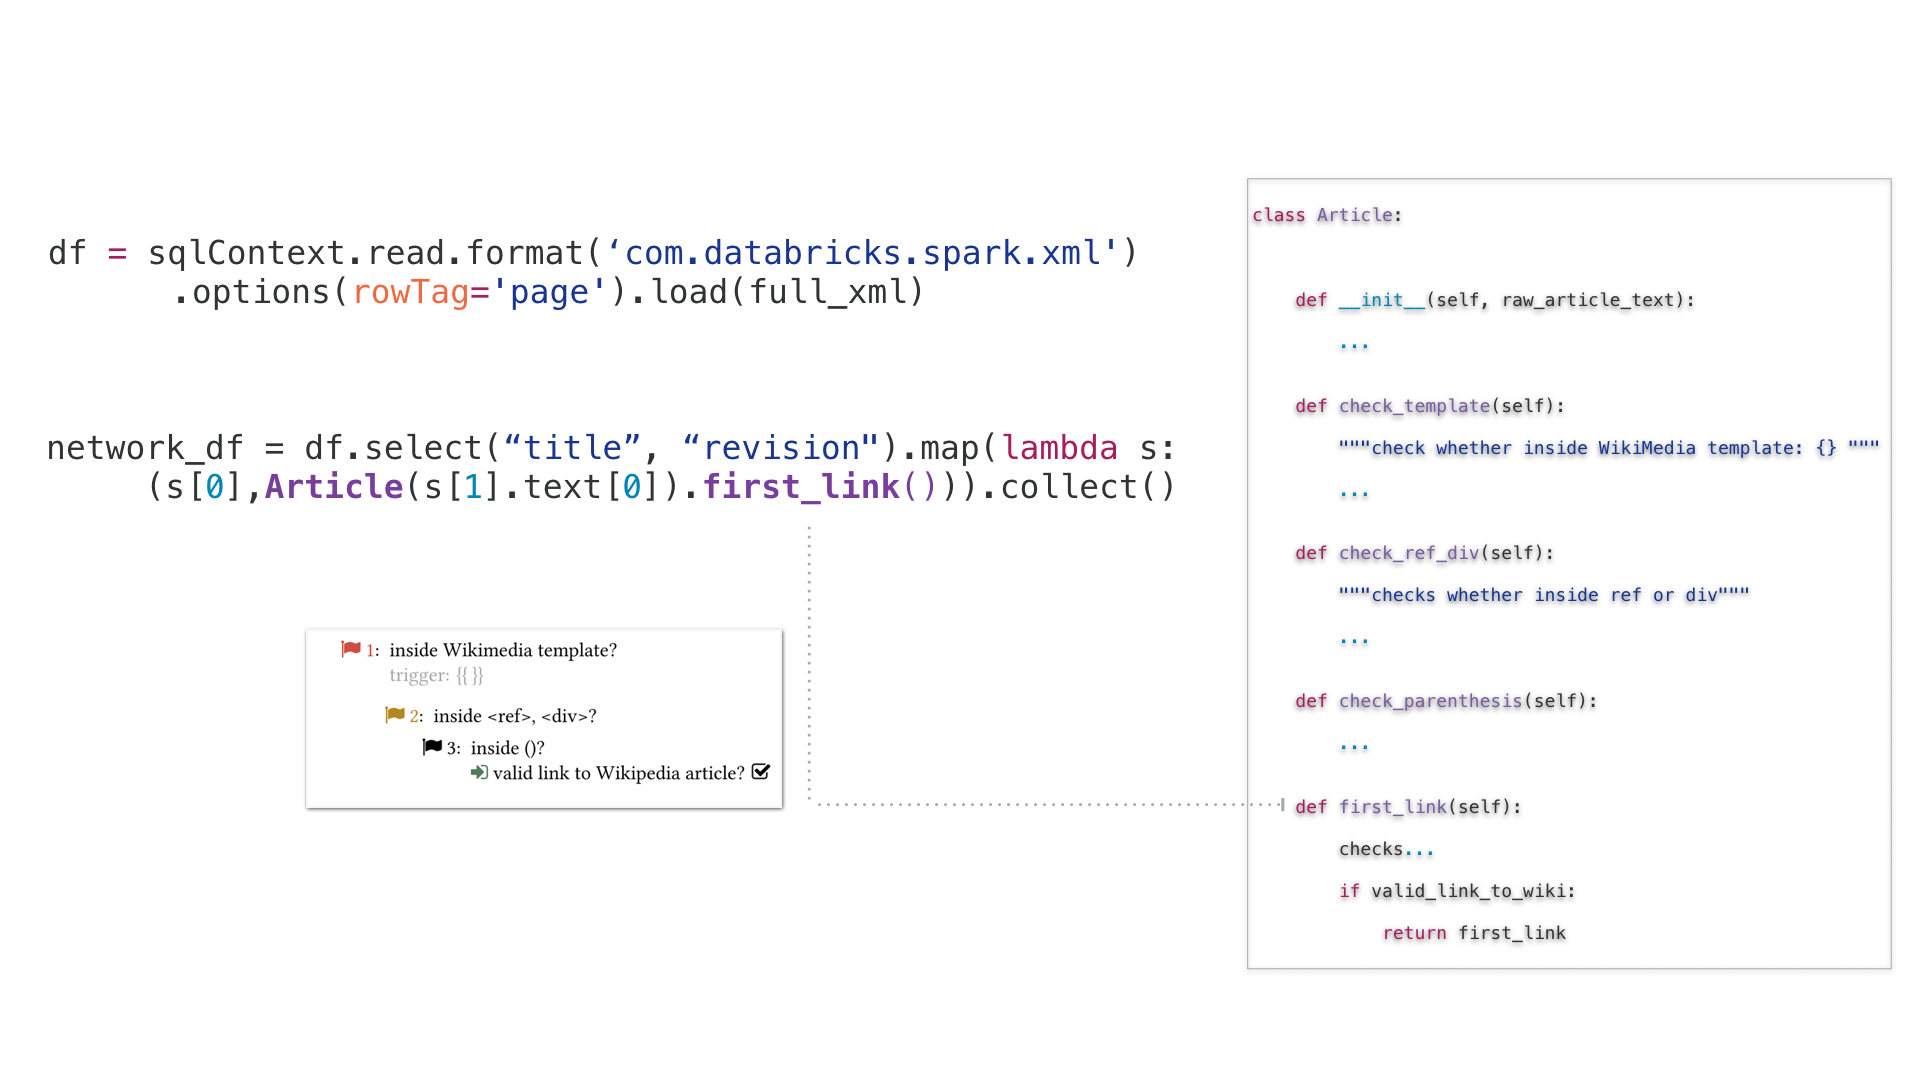 df = sqlContext.read.format(‘com.databricks.spark.xml')
.options(rowTag='page').load(full_xml)
network_df = df.select(“title”, “revision").map(lambda s:
(s[0],Article(s[1].text[0]).first_link())).collect()
1: inside Wikimedia template?
trigger: {{ }}
2: inside <ref>, <div>?
3: inside ()?
valid link to Wikipedia article?
class Article:
def __init__(self, raw_article_text):
...
def check_template(self):
"""check whether inside WikiMedia template: {} """
...
def check_ref_div(self):
"""checks whether inside ref or div"""
...
def check_parenthesis(self):
...
def first_link(self):
checks...
if valid_link_to_wiki:
return first_link